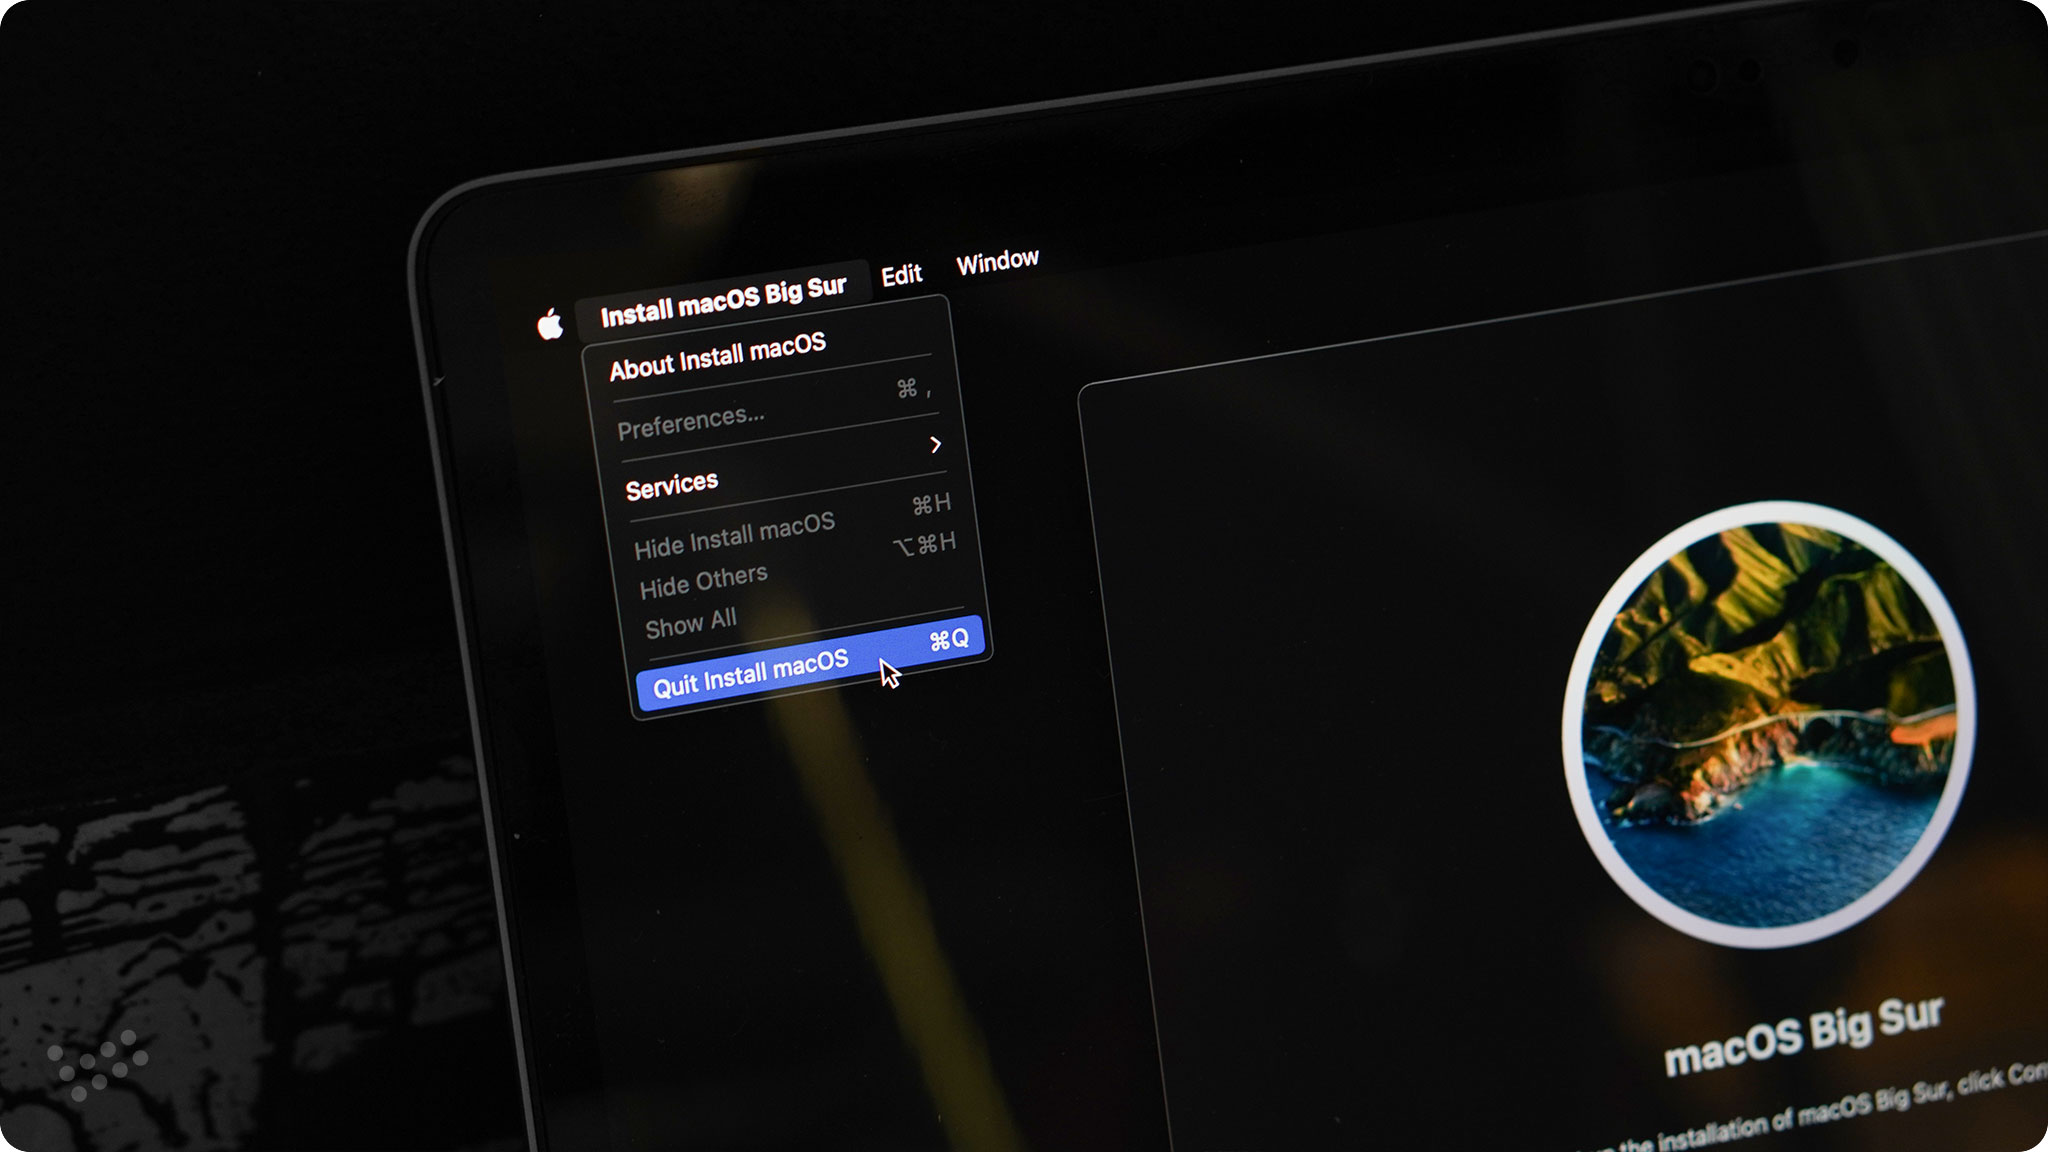 Install macOS Big Sur Edit Window
About Install macOS
Preferences... ⌘ ,
Services
Hide Install macOS ⌘H
Hide Others ⌥⌘H
Show All
Quit Install macOS ⌘Q
macOS Big Sur
the installation of macOS Big Sur, click